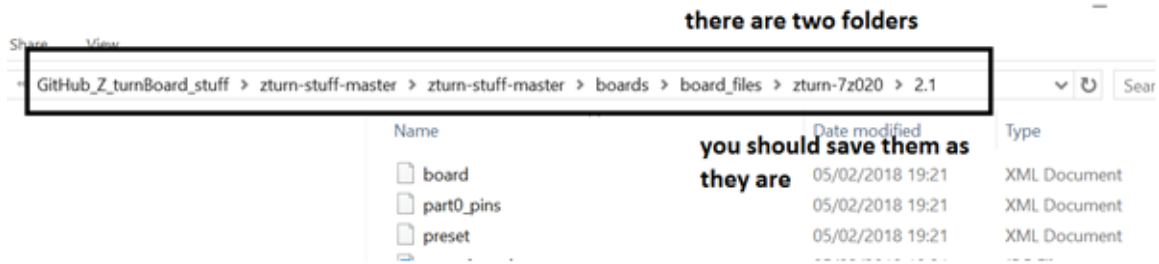 there are two folders
Share View
GitHub_Z_turnBoard_stuff > zturn-stuff-master > zturn-stuff-master > boards > board_files > zturn-7z020 > 2.1
Sear
Name Date modified Type
you should save them as
they are
board 05/02/2018 19:21 XML Document
part0_pins 05/02/2018 19:21 XML Document
preset 05/02/2018 19:21 XML Document